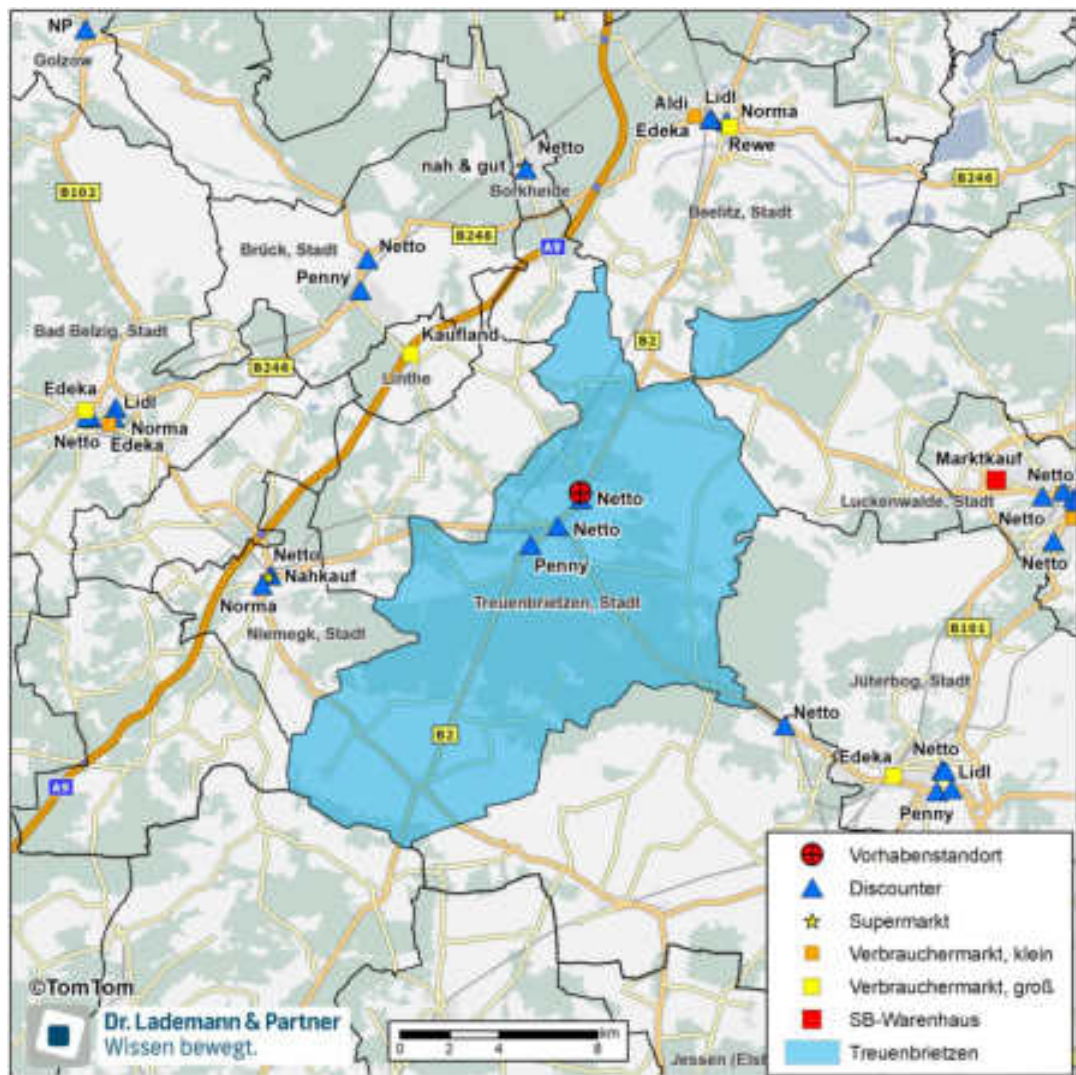 NP
Golzow
Aldi
Lidl
Norma
Edeka
Rewe
Netto
nah & gut
Borkheide
B102
B246
Beelitz, Stadt
B246
A9
Brück, Stadt
Netto
Penny
Bad Belzig, Stadt
Kaufland
B2
Linthe
B246
Edeka
Lidl
Norma
Netto
Edeka
Marktkauf
Netto
Netto
Luckenwalde, Stadt
Netto
Netto
Netto
Penny
Netto
Nahkauf
Norma
Treuenbrietzen, Stadt
Niemegk, Stadt
B101
Jüterbog, Stadt
Netto
B2
Edeka
Netto
Lidl
Penny
A9
Vorhabenstandort
Discounter
Supermarkt
Verbrauchermarkt, klein
Verbrauchermarkt, groß
SB-Warenhaus
Treuenbrietzen
©TomTom
Dr. Lademann & Partner
Wissen bewegt.
km
0 2 4 8
Jessen (Elst